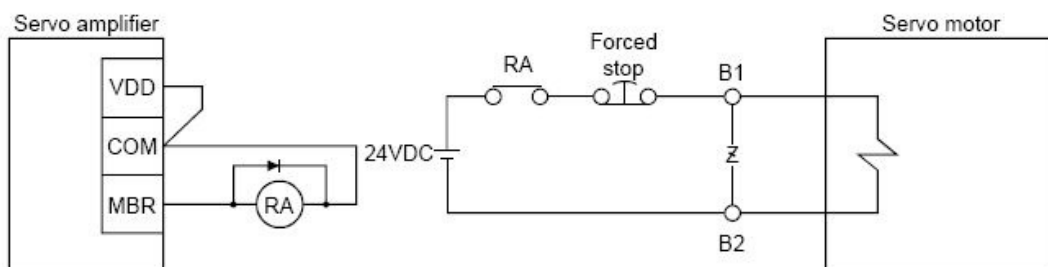 Servo amplifier
VDD
COM
MBR
RA
24VDC
RA
Forced
stop
B1
B2
Servo motor